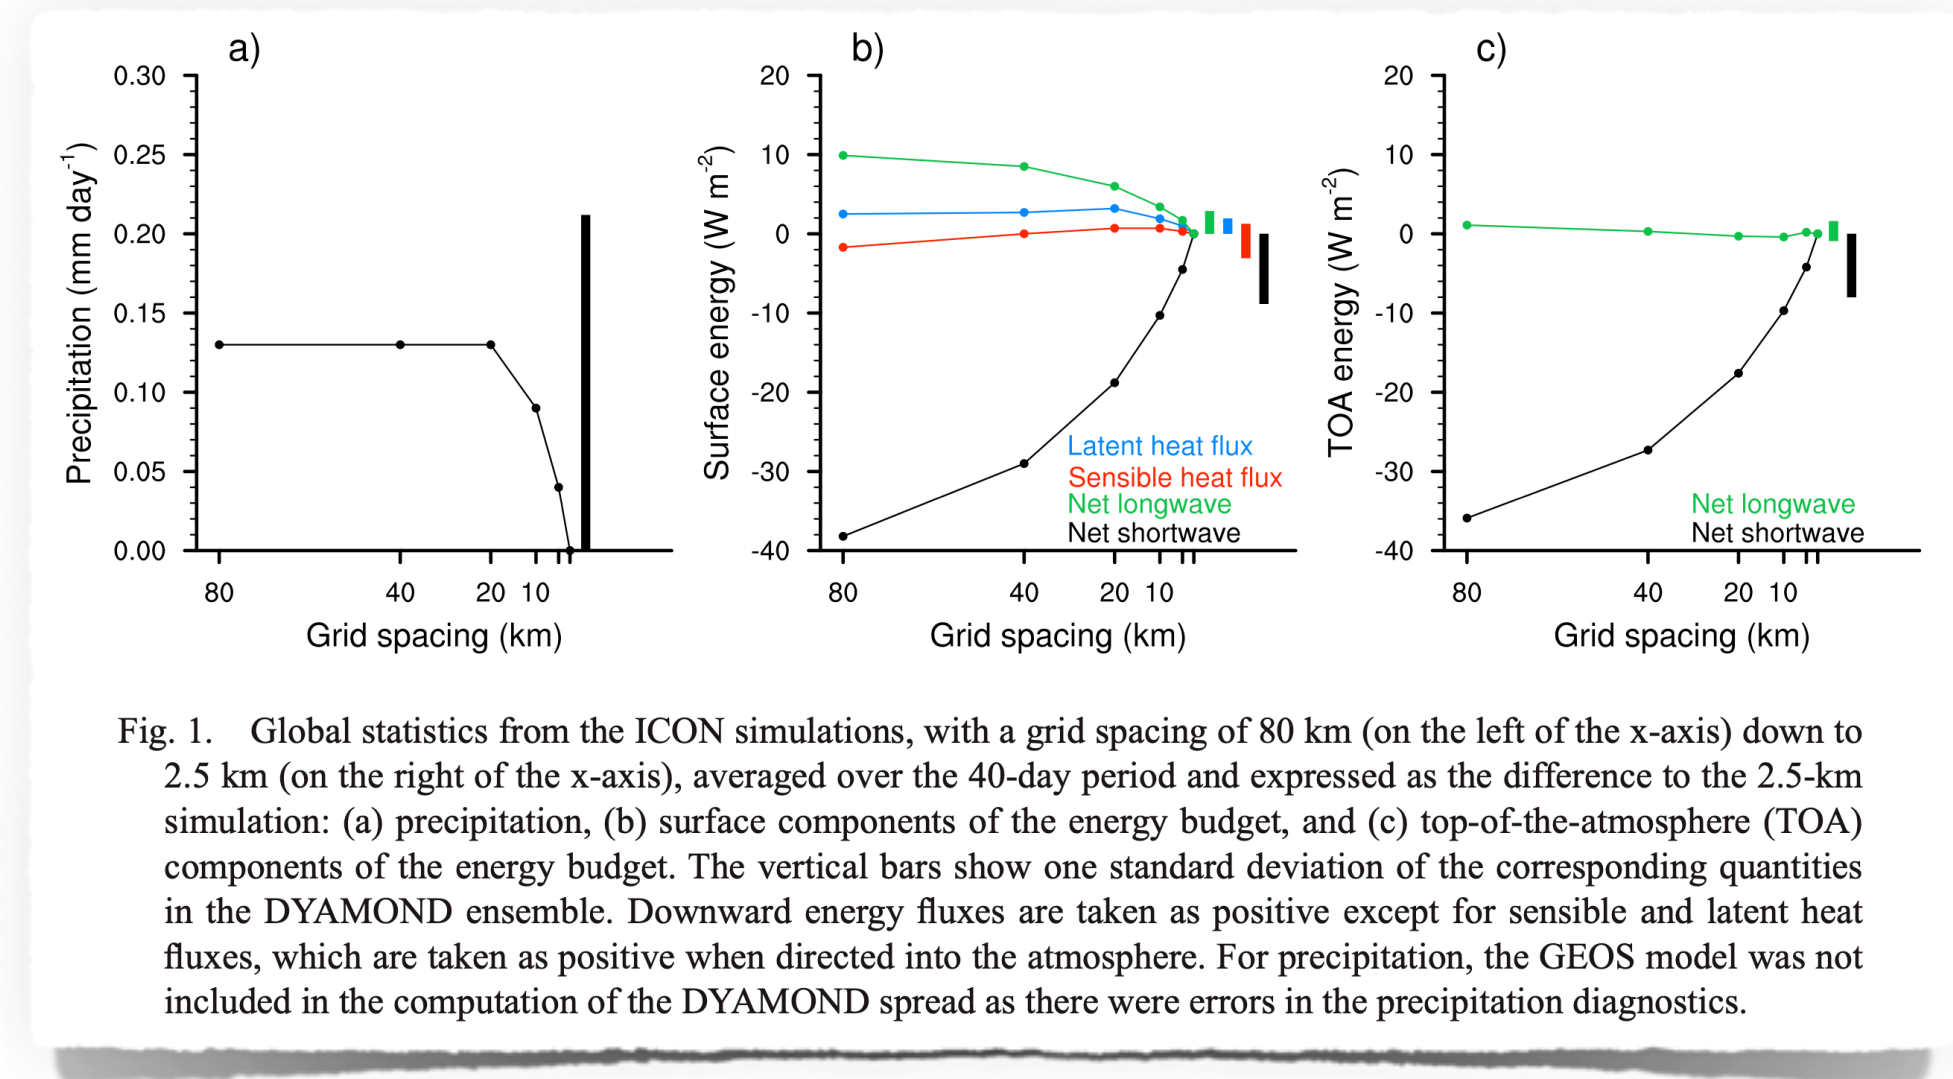 a)
0.30
0.25
0.20
0.15
0.10
0.05
0.00
Precipitation (mm day-1)
80 40 20 10
Grid spacing (km)
b)
20
10
0
-10
-20
-30
-40
Surface energy (W m-2)
Latent heat flux
Sensible heat flux
Net longwave
Net shortwave
80 40 20 10
Grid spacing (km)
c)
20
10
0
-10
-20
-30
-40
TOA energy (W m-2)
Net longwave
Net shortwave
80 40 20 10
Grid spacing (km)
Fig. 1. Global statistics from the ICON simulations, with a grid spacing of 80 km (on the left of the x-axis) down to
2.5 km (on the right of the x-axis), averaged over the 40-day period and expressed as the difference to the 2.5-km
simulation: (a) precipitation, (b) surface components of the energy budget, and (c) top-of-the-atmosphere (TOA)
components of the energy budget. The vertical bars show one standard deviation of the corresponding quantities
in the DYAMOND ensemble. Downward energy fluxes are taken as positive except for sensible and latent heat
fluxes, which are taken as positive when directed into the atmosphere. For precipitation, the GEOS model was not
included in the computation of the DYAMOND spread as there were errors in the precipitation diagnostics.